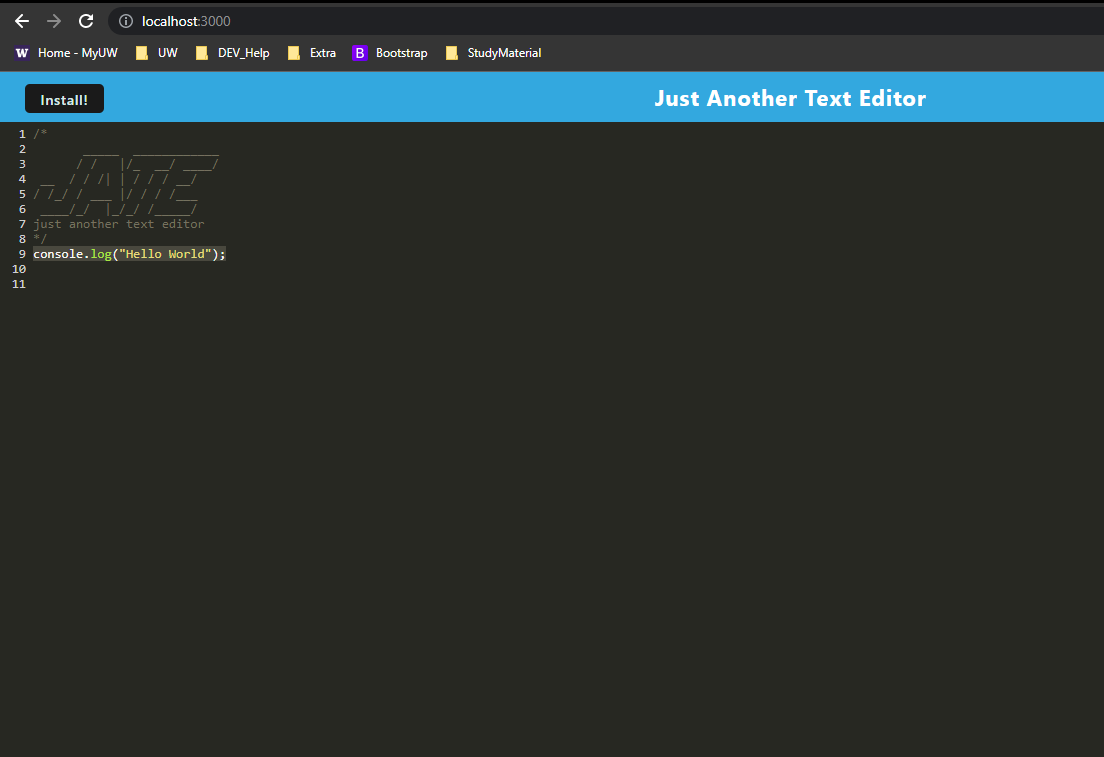 localhost:3000
W Home - MyUW UW DEV_Help Extra B Bootstrap StudyMaterial
Install! Just Another Text Editor
1 /*
2        _____  ____________
3       / /   |/_  __/ ____/
4  __  / / /| | / / / __/
5 / /_/ / ___ |/ / / /___
6  ____/_/  |_/_/ /_____/
7 just another text editor
8 */
9 console.log("Hello World");
10
11